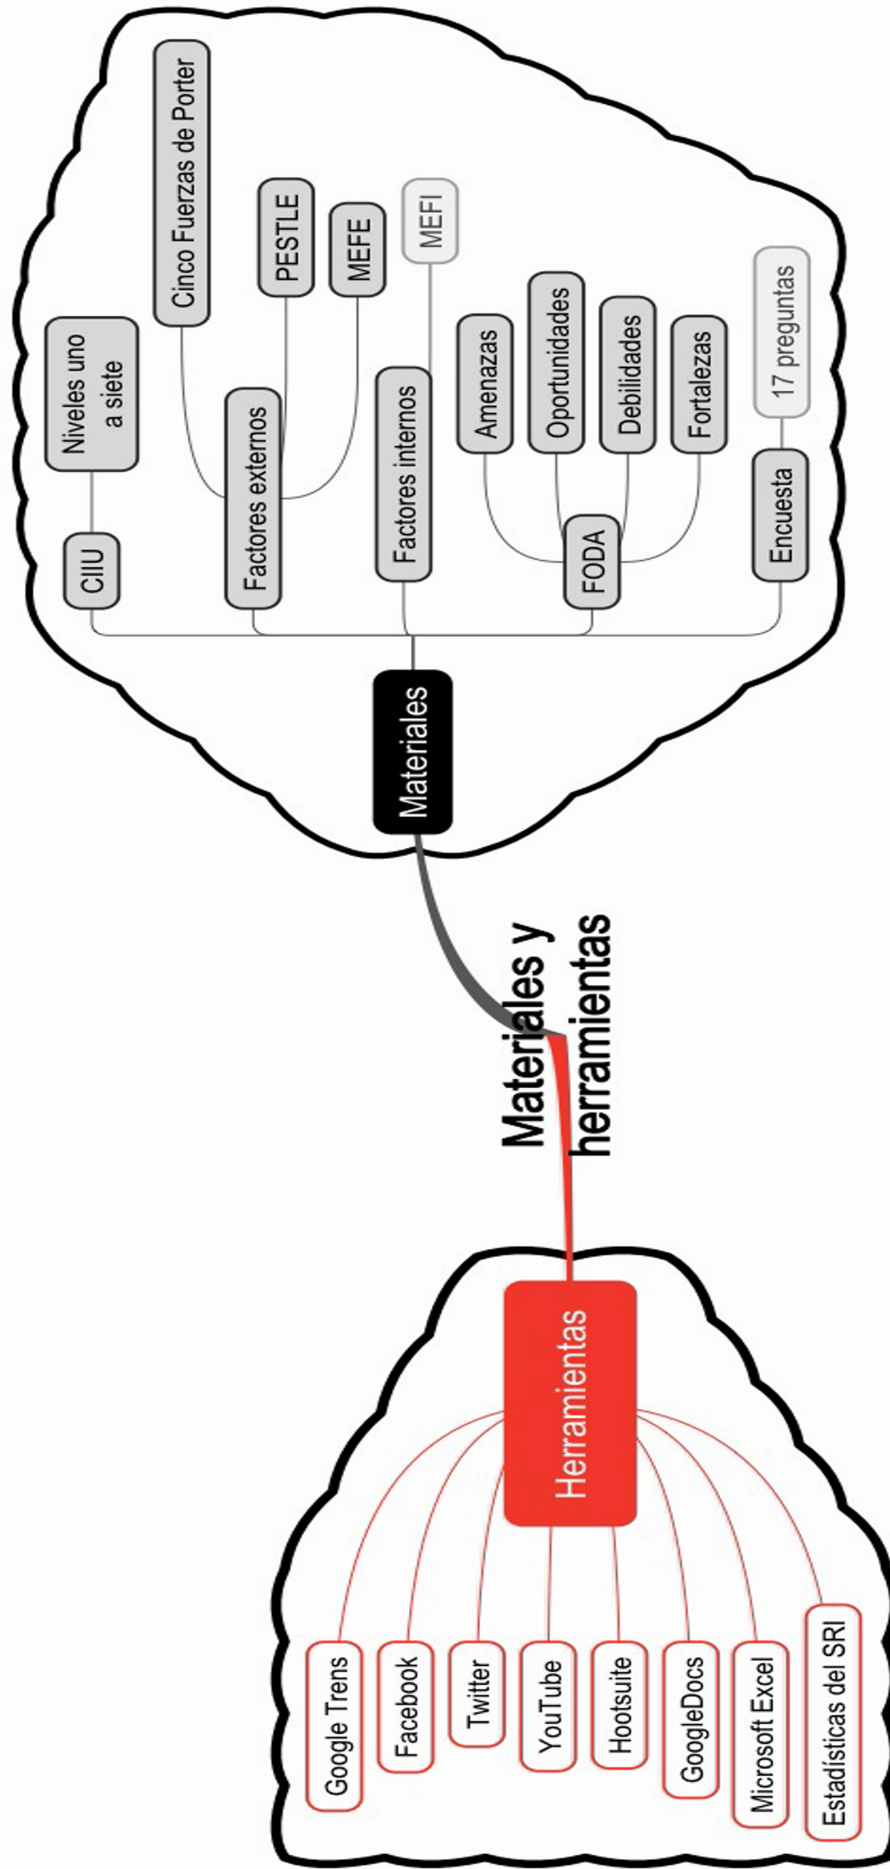 Materiales y
herramientas
Herramientas
Google Trens
Facebook
Twitter
YouTube
Hootsuite
GoogleDocs
Microsoft Excel
Estadísticas del SRI
Materiales
CIIU
Niveles uno
a siete
Factores externos
Cinco Fuerzas de Porter
PESTLE
MEFE
Factores internos
MEFI
FODA
Amenazas
Oportunidades
Debilidades
Fortalezas
Encuesta
17 preguntas